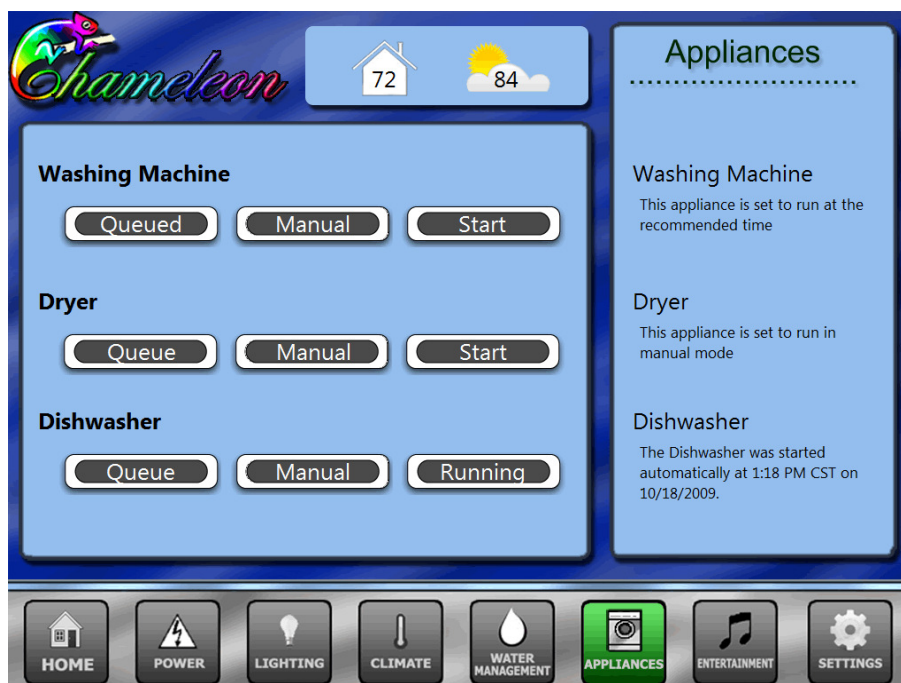 Chameleon
72
84
Appliances
Washing Machine
Queued Manual Start
Dryer
Queue Manual Start
Dishwasher
Queue Manual Running
Washing Machine
This appliance is set to run at the
recommended time
Dryer
This appliance is set to run in
manual mode
Dishwasher
The Dishwasher was started
automatically at 1:18 PM CST on
10/18/2009.
HOME
POWER
LIGHTING
CLIMATE
WATER
MANAGEMENT
APPLIANCES
ENTERTAINMENT
SETTINGS